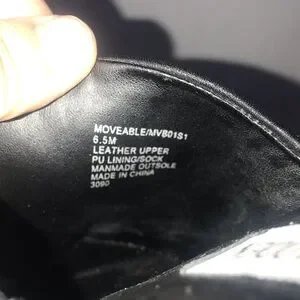 MOVEABLE/MVB01S1
6.5M
LEATHER UPPER
PU LINING/SOCK
MANMADE OUTSOLE
MADE IN CHINA
3090